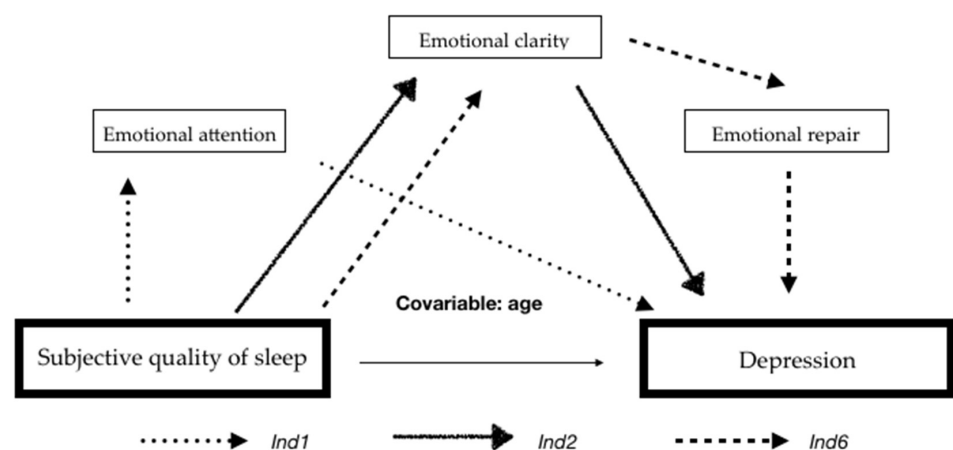 Emotional clarity
Emotional attention
Emotional repair
Covariable: age
Subjective quality of sleep
Depression
Ind1
Ind2
Ind6